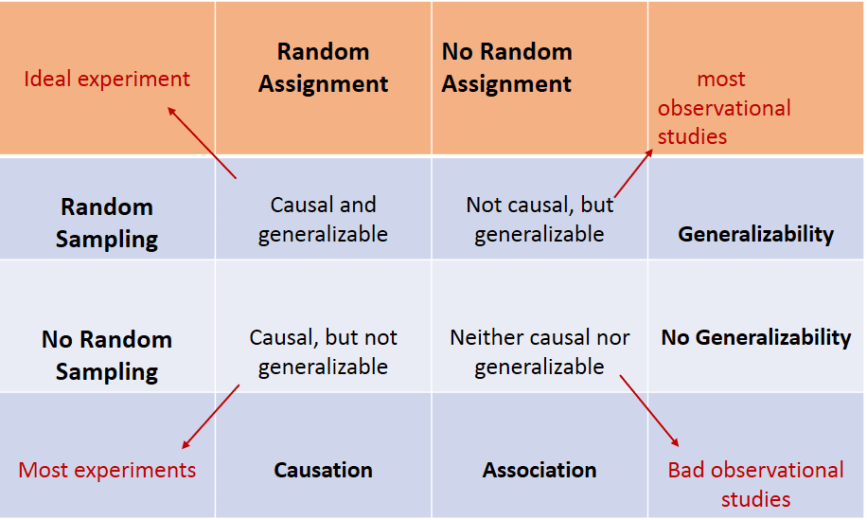 Ideal experiment
Random
Assignment
No Random
Assignment
most
observational
studies
Random
Sampling
Causal and
generalizable
Not causal, but
generalizable
Generalizability
No Random
Sampling
Causal, but not
generalizable
Neither causal nor
generalizable
No Generalizability
Most experiments
Causation
Association
Bad observational
studies